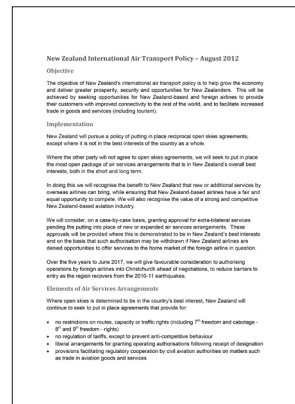 New Zealand International Air Transport Policy – August 2012
Objective
The objective of New Zealand's international air transport policy is to help grow the economy
and deliver greater prosperity, security and opportunities for New Zealanders.  This will be
achieved by seeking opportunities for New Zealand-based and foreign airlines to provide
their customers with improved connectivity to the rest of the world, and to facilitate increased
trade in goods and services (including tourism).
Implementation
New Zealand will pursue a policy of putting in place reciprocal open skies agreements,
except where it is not in the best interests of the country as a whole.
Where the other party will not agree to open skies agreements, we will seek to put in place
the most open package of air services arrangements that is in New Zealand's overall best
interests, both in the short and long term.
In doing this we will recognise the benefit to New Zealand that new or additional services by
overseas airlines can bring, while ensuring that New Zealand-based airlines have a fair and
equal opportunity to compete. We will also recognise the value of a strong and competitive
New Zealand-based aviation industry.
We will consider, on a case-by-case basis, granting approval for extra-bilateral services
pending the putting into place of new or expanded air services arrangements.  These
approvals will be provided where this is demonstrated to be in New Zealand's best interests
and on the basis that such authorisation may be withdrawn if New Zealand airlines are
denied opportunities to offer services to the home market of the foreign airline in question.
Over the five years to June 2017, we will give favourable consideration to authorising
operations by foreign airlines into Christchurch ahead of negotiations, to reduce barriers to
entry as the region recovers from the 2010-11 earthquakes.
Elements of Air Services Arrangements
Where open skies is determined to be in the country's best interest, New Zealand will
continue to seek to put in place agreements that provide for:
• no restrictions on routes, capacity or traffic rights (including 7th freedom and cabotage -
8th and 9th freedom - rights)
• no regulation of tariffs, except to prevent anti-competitive behaviour
• liberal arrangements for granting operating authorisations following receipt of designation
• provisions facilitating regulatory cooperation by civil aviation authorities on matters such
as trade in aviation goods and services